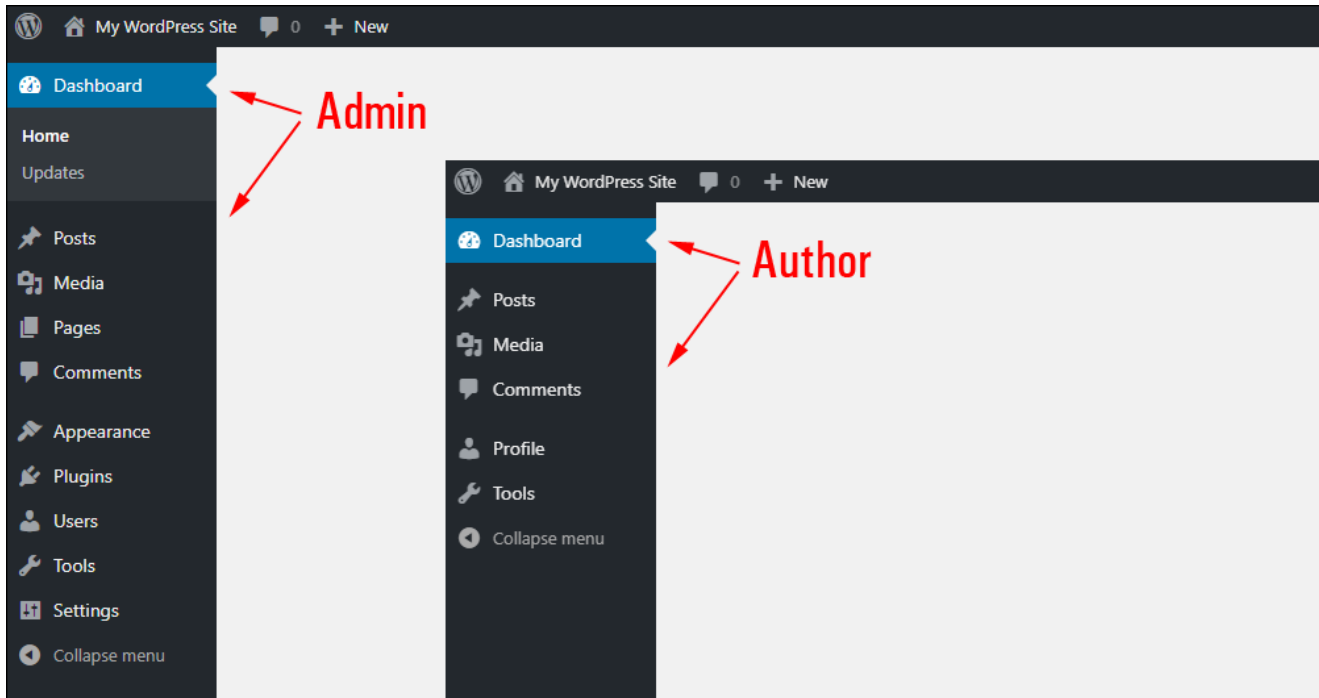 My WordPress Site 0 New
Dashboard
Admin
Home
Updates
Posts
Media
Pages
Comments
Appearance
Plugins
Users
Tools
Settings
Collapse menu
My WordPress Site 0 New
Dashboard
Author
Posts
Media
Comments
Profile
Tools
Collapse menu